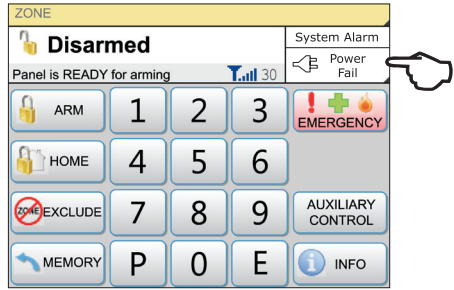 ZONE
Disarmed
System Alarm
Power
Fail
Panel is READY for arming
30
ARM
1
2
3
EMERGENCY
HOME
4
5
6
ZONE
EXCLUDE
7
8
9
AUXILIARY
CONTROL
MEMORY
P
0
E
INFO